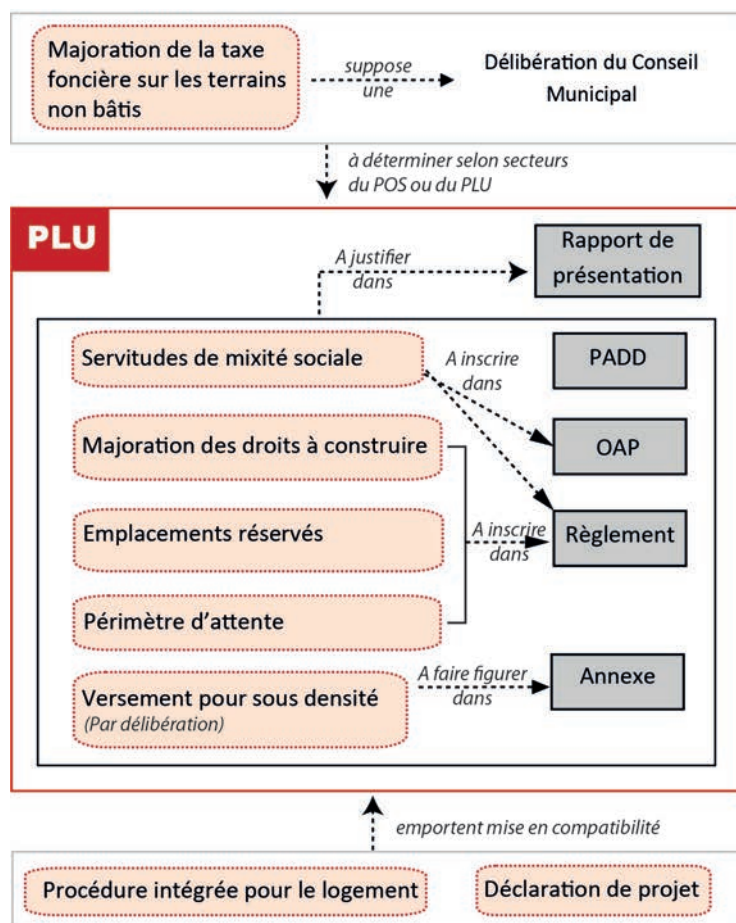 Majoration de la taxe
foncière sur les terrains
non bâtis
suppose
une
Délibération du Conseil
Municipal
à déterminer selon secteurs
du POS ou du PLU
PLU
A justifier
dans
Rapport de
présentation
Servitudes de mixité sociale
A inscrire
dans
PADD
Majoration des droits à construire
OAP
Emplacements réservés
A inscrire
dans
Règlement
Périmètre d'attente
Versement pour sous densité
(Par délibération)
A faire figurer
dans
Annexe
emportent mise en compatibilité
Procédure intégrée pour le logement
Déclaration de projet